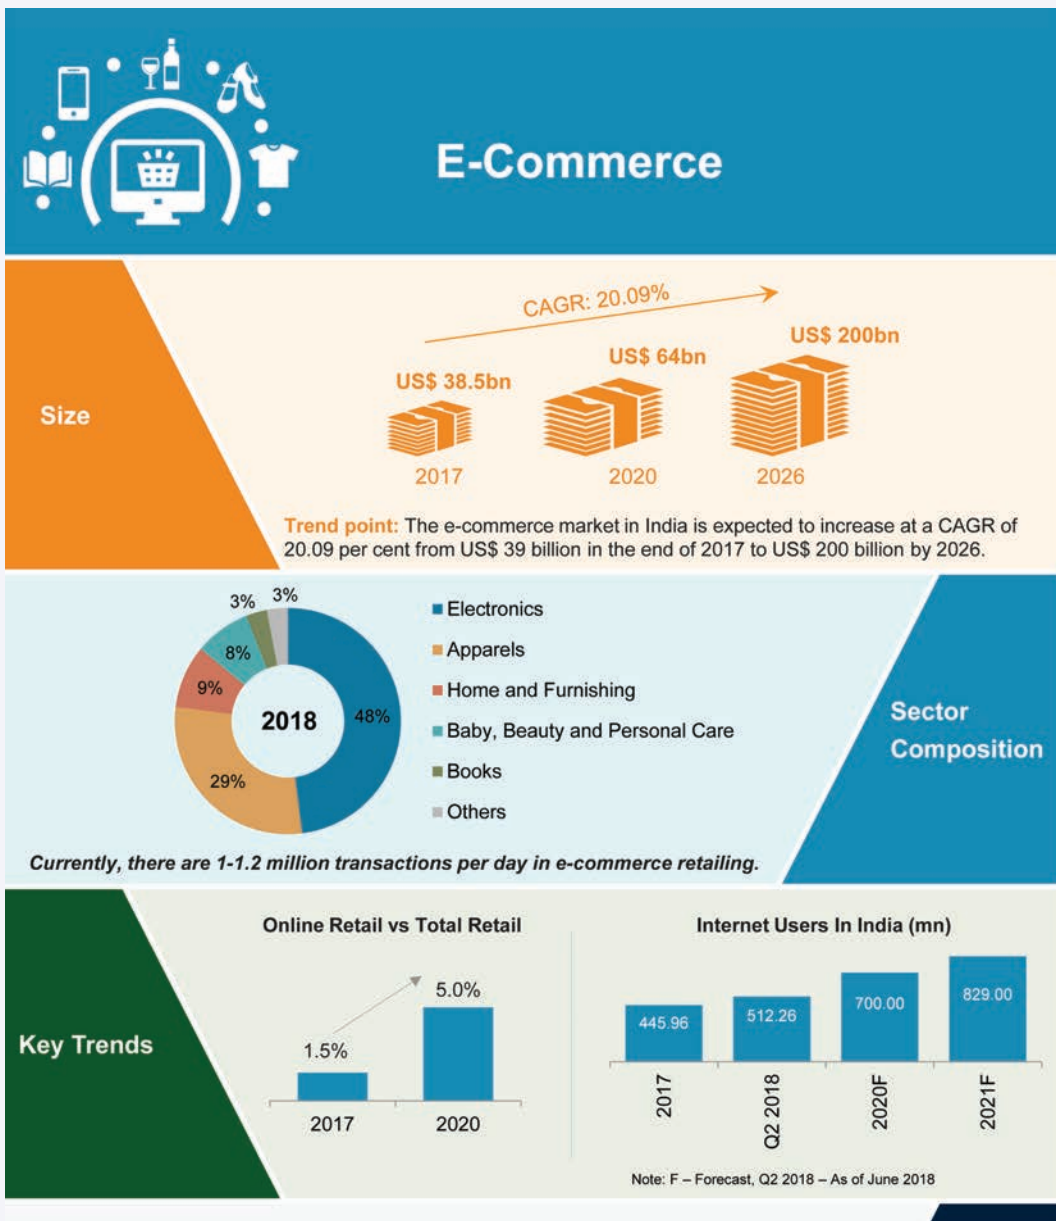 E-Commerce
Size
CAGR: 20.09%
US$ 38.5bn
US$ 64bn
US$ 200bn
2017
2020
2026
Trend point: The e-commerce market in India is expected to increase at a CAGR of
20.09 per cent from US$ 39 billion in the end of 2017 to US$ 200 billion by 2026.
3%
3%
8%
9%
29%
48%
2018
Electronics
Apparels
Home and Furnishing
Baby, Beauty and Personal Care
Books
Others
Sector
Composition
Currently, there are 1-1.2 million transactions per day in e-commerce retailing.
Key Trends
Online Retail vs Total Retail
1.5%
5.0%
2017
2020
Internet Users In India (mn)
445.96
512.26
700.00
829.00
2017
Q2 2018
2020F
2021F
Note: F – Forecast, Q2 2018 – As of June 2018